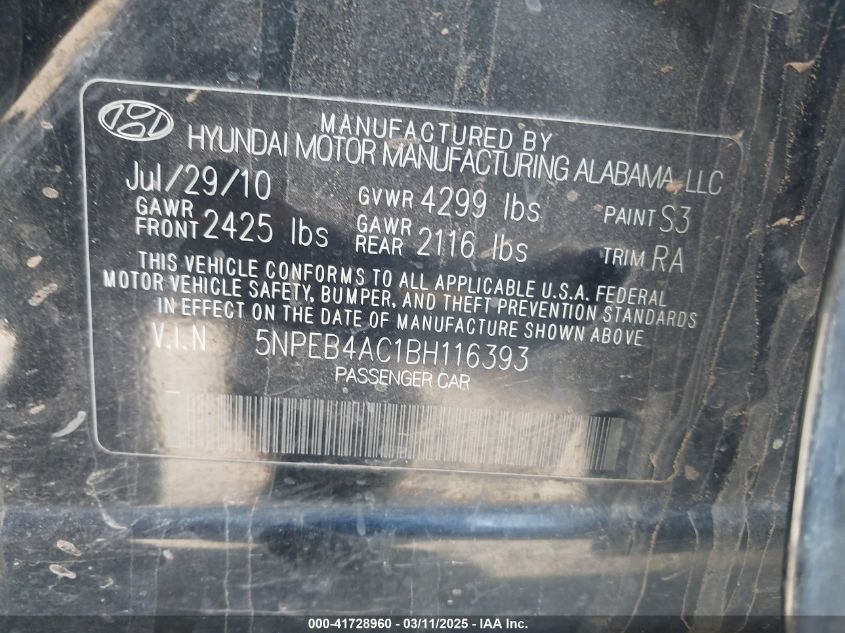 MANUFACTURED BY
HYUNDAI MOTOR MANUFACTURING ALABAMA, LLC
Jul/29/10 GVWR 4299 lbs PAINT S3
GAWR FRONT 2425 lbs GAWR REAR 2116 lbs TRIM RA
THIS VEHICLE CONFORMS TO ALL APPLICABLE U.S.A. FEDERAL
MOTOR VEHICLE SAFETY, BUMPER, AND THEFT PREVENTION STANDARDS
IN EFFECT ON THE DATE OF MANUFACTURE SHOWN ABOVE
V.I.N 5NPEB4AC1BH116393
PASSENGER CAR
000-41728960 - 03/11/2025 - IAA Inc.